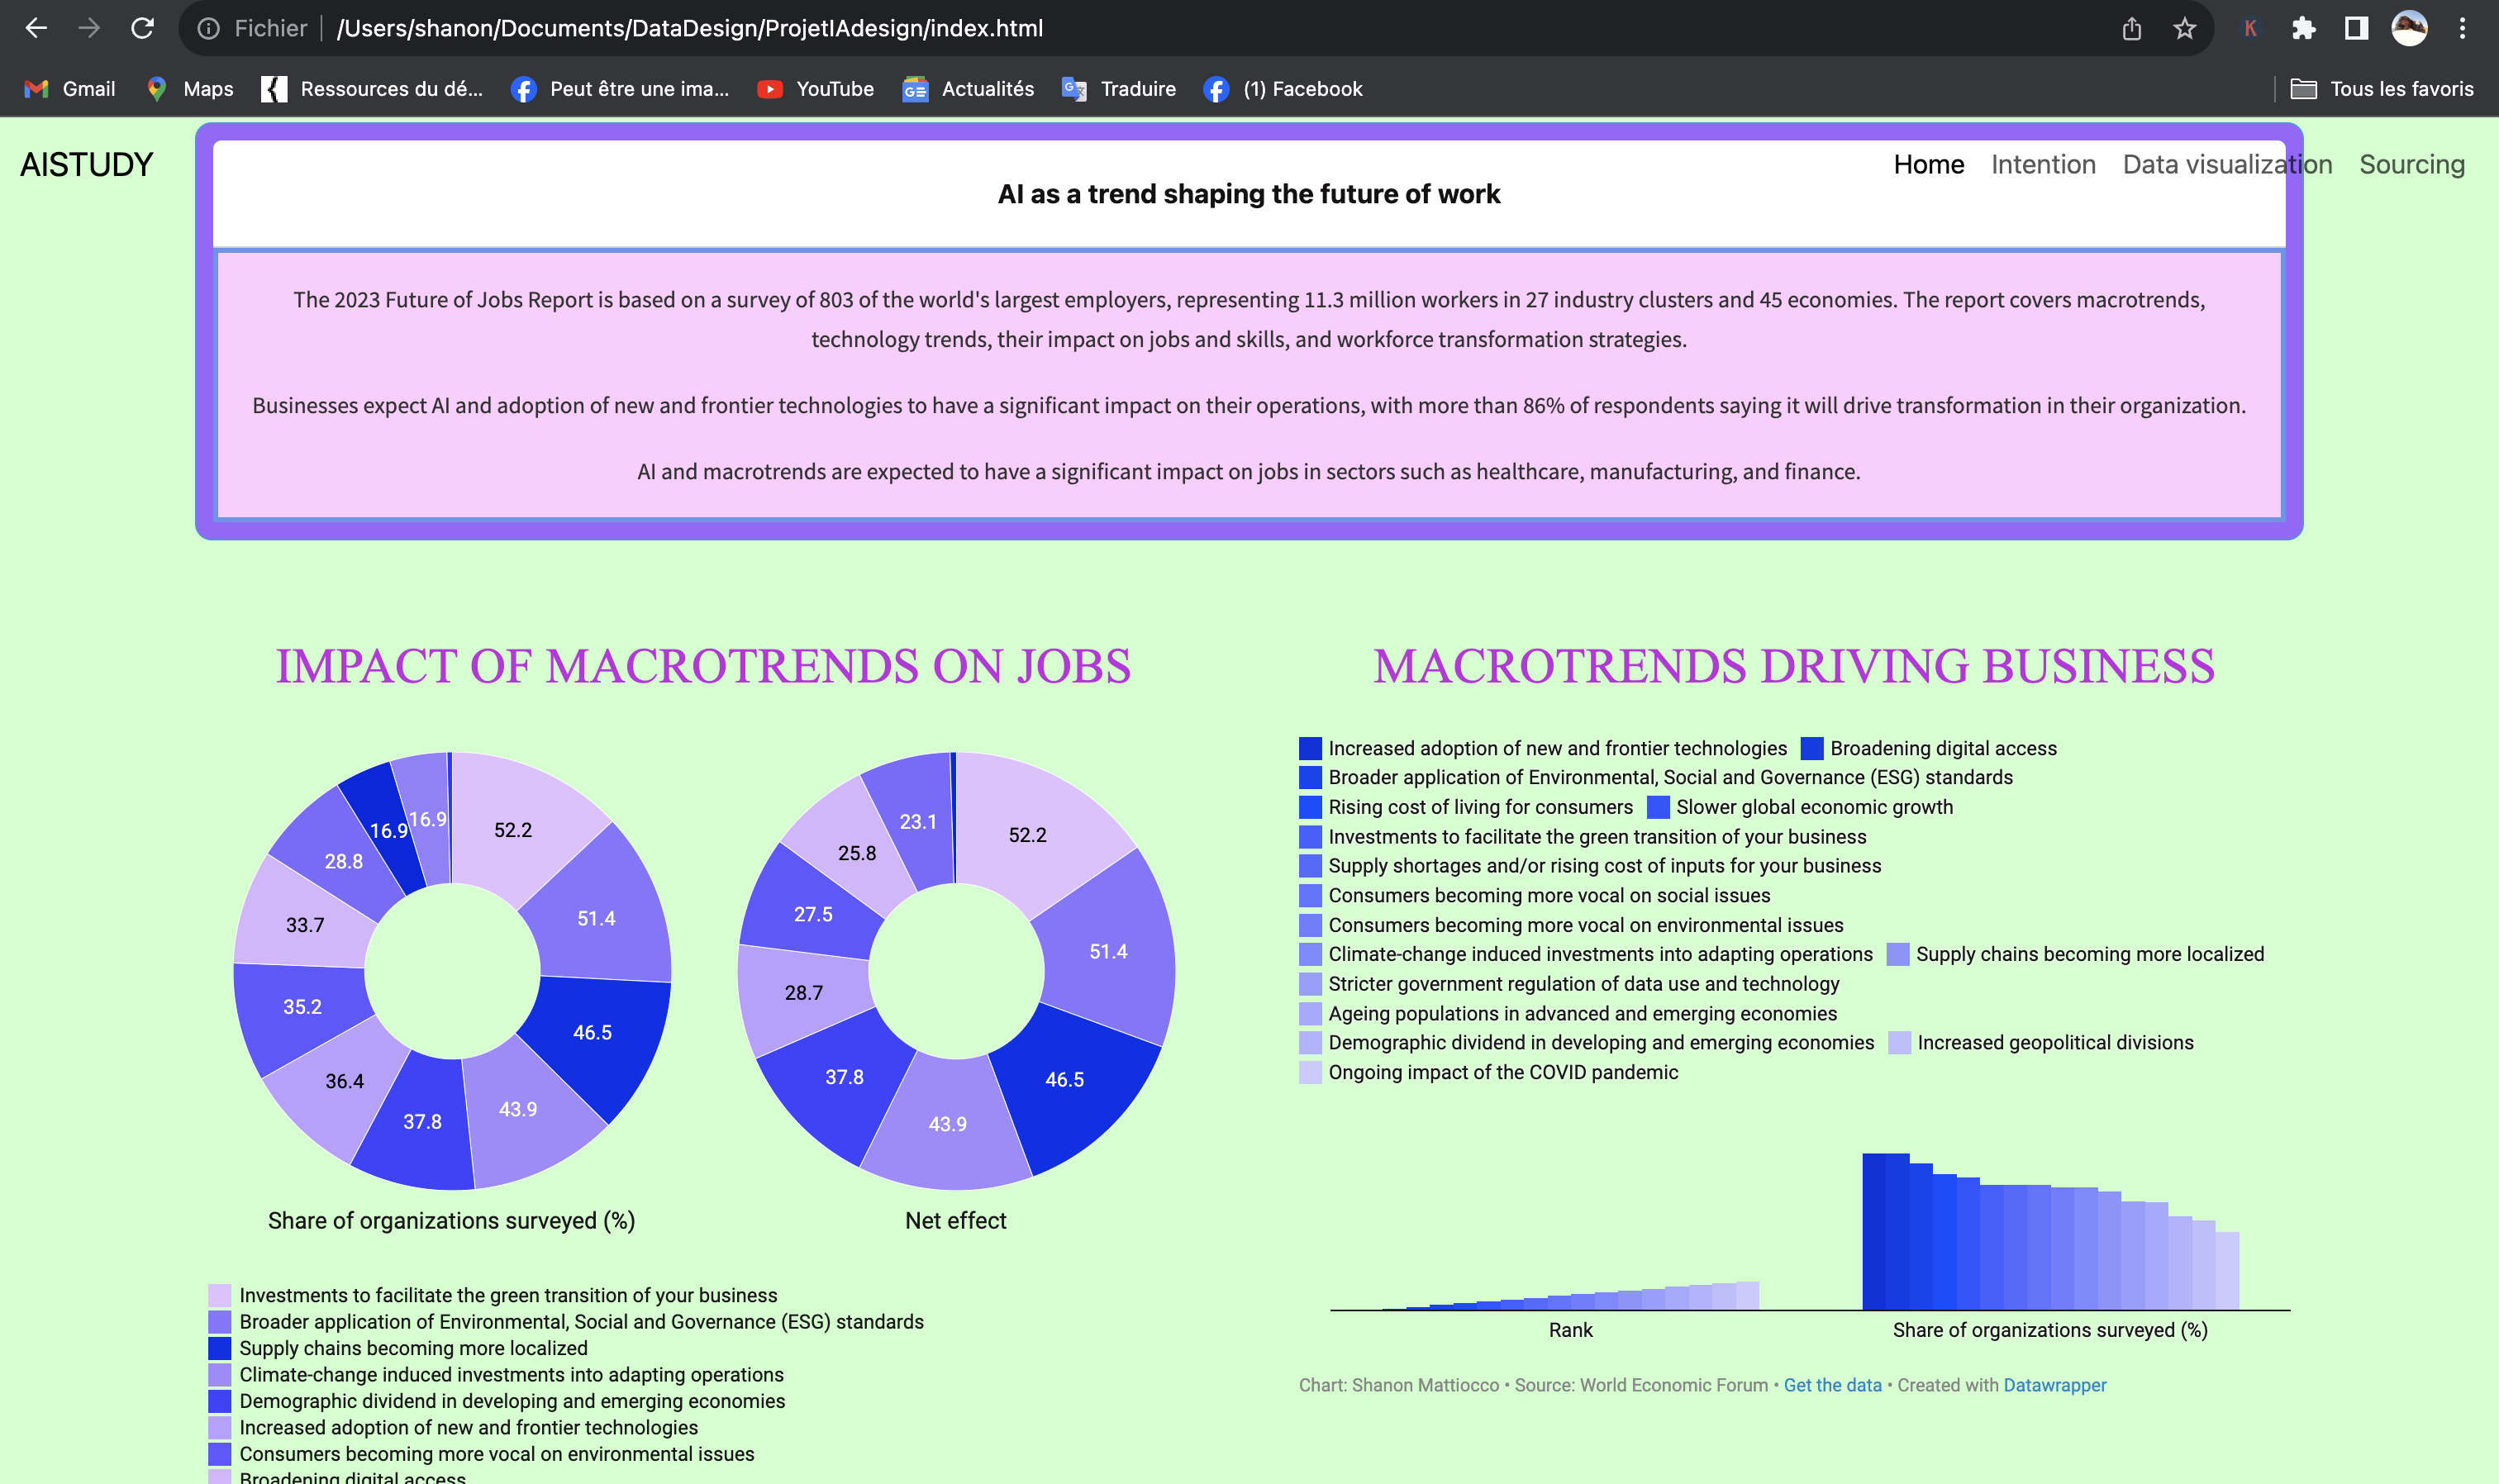 Fichier /Users/shanon/Documents/DataDesign/ProjetIAdesign/index.html
K
Gmail Maps Ressources du dé... Peut être une ima... YouTube Actualités Traduire (1) Facebook Tous les favoris
AISTUDY
Home Intention Data visualization Sourcing
AI as a trend shaping the future of work
The 2023 Future of Jobs Report is based on a survey of 803 of the world's largest employers, representing 11.3 million workers in 27 industry clusters and 45 economies. The report covers macrotrends,
technology trends, their impact on jobs and skills, and workforce transformation strategies.
Businesses expect AI and adoption of new and frontier technologies to have a significant impact on their operations, with more than 86% of respondents saying it will drive transformation in their organization.
AI and macrotrends are expected to have a significant impact on jobs in sectors such as healthcare, manufacturing, and finance.
IMPACT OF MACROTRENDS ON JOBS
52.2
51.4
46.5
43.9
37.8
36.4
35.2
33.7
28.8
16.9
16.9
Share of organizations surveyed (%)
52.2
51.4
46.5
43.9
37.8
28.7
27.5
25.8
23.1
Net effect
Investments to facilitate the green transition of your business
Broader application of Environmental, Social and Governance (ESG) standards
Supply chains becoming more localized
Climate-change induced investments into adapting operations
Demographic dividend in developing and emerging economies
Increased adoption of new and frontier technologies
Consumers becoming more vocal on environmental issues
Broadening digital access
MACROTRENDS DRIVING BUSINESS
Increased adoption of new and frontier technologies Broadening digital access
Broader application of Environmental, Social and Governance (ESG) standards
Rising cost of living for consumers Slower global economic growth
Investments to facilitate the green transition of your business
Supply shortages and/or rising cost of inputs for your business
Consumers becoming more vocal on social issues
Consumers becoming more vocal on environmental issues
Climate-change induced investments into adapting operations Supply chains becoming more localized
Stricter government regulation of data use and technology
Ageing populations in advanced and emerging economies
Demographic dividend in developing and emerging economies Increased geopolitical divisions
Ongoing impact of the COVID pandemic
Rank Share of organizations surveyed (%)
Chart: Shanon Mattiocco • Source: World Economic Forum • Get the data • Created with Datawrapper